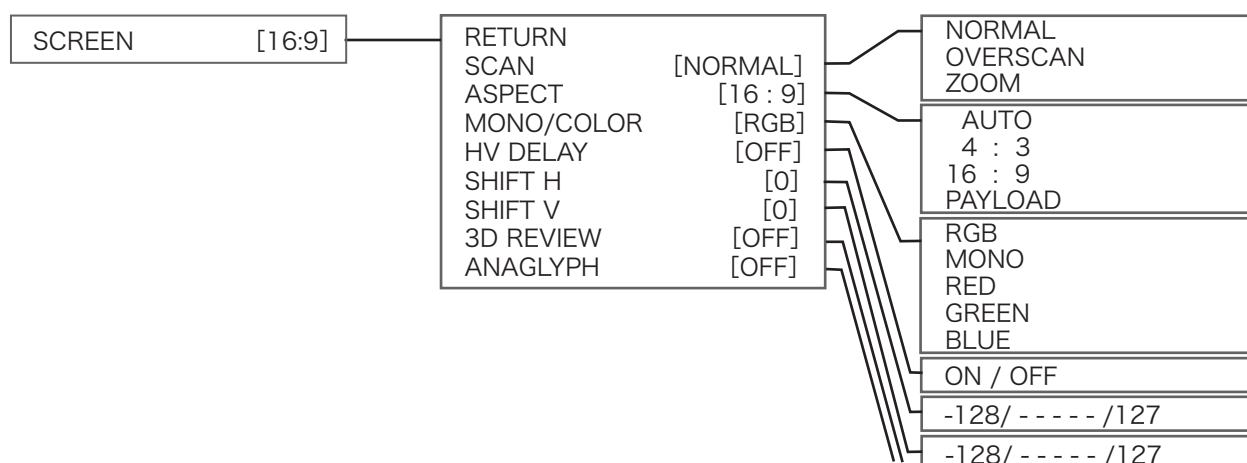 SCREEN [16:9]
RETURN
SCAN [NORMAL]
ASPECT [16 : 9]
MONO/COLOR [RGB]
HV DELAY [OFF]
SHIFT H [0]
SHIFT V [0]
3D REVIEW [OFF]
ANAGLYPH [OFF]
NORMAL
OVERSCAN
ZOOM
AUTO
4 : 3
16 : 9
PAYLOAD
RGB
MONO
RED
GREEN
BLUE
ON / OFF
-128/ - - - - - /127
-128/ - - - - - /127